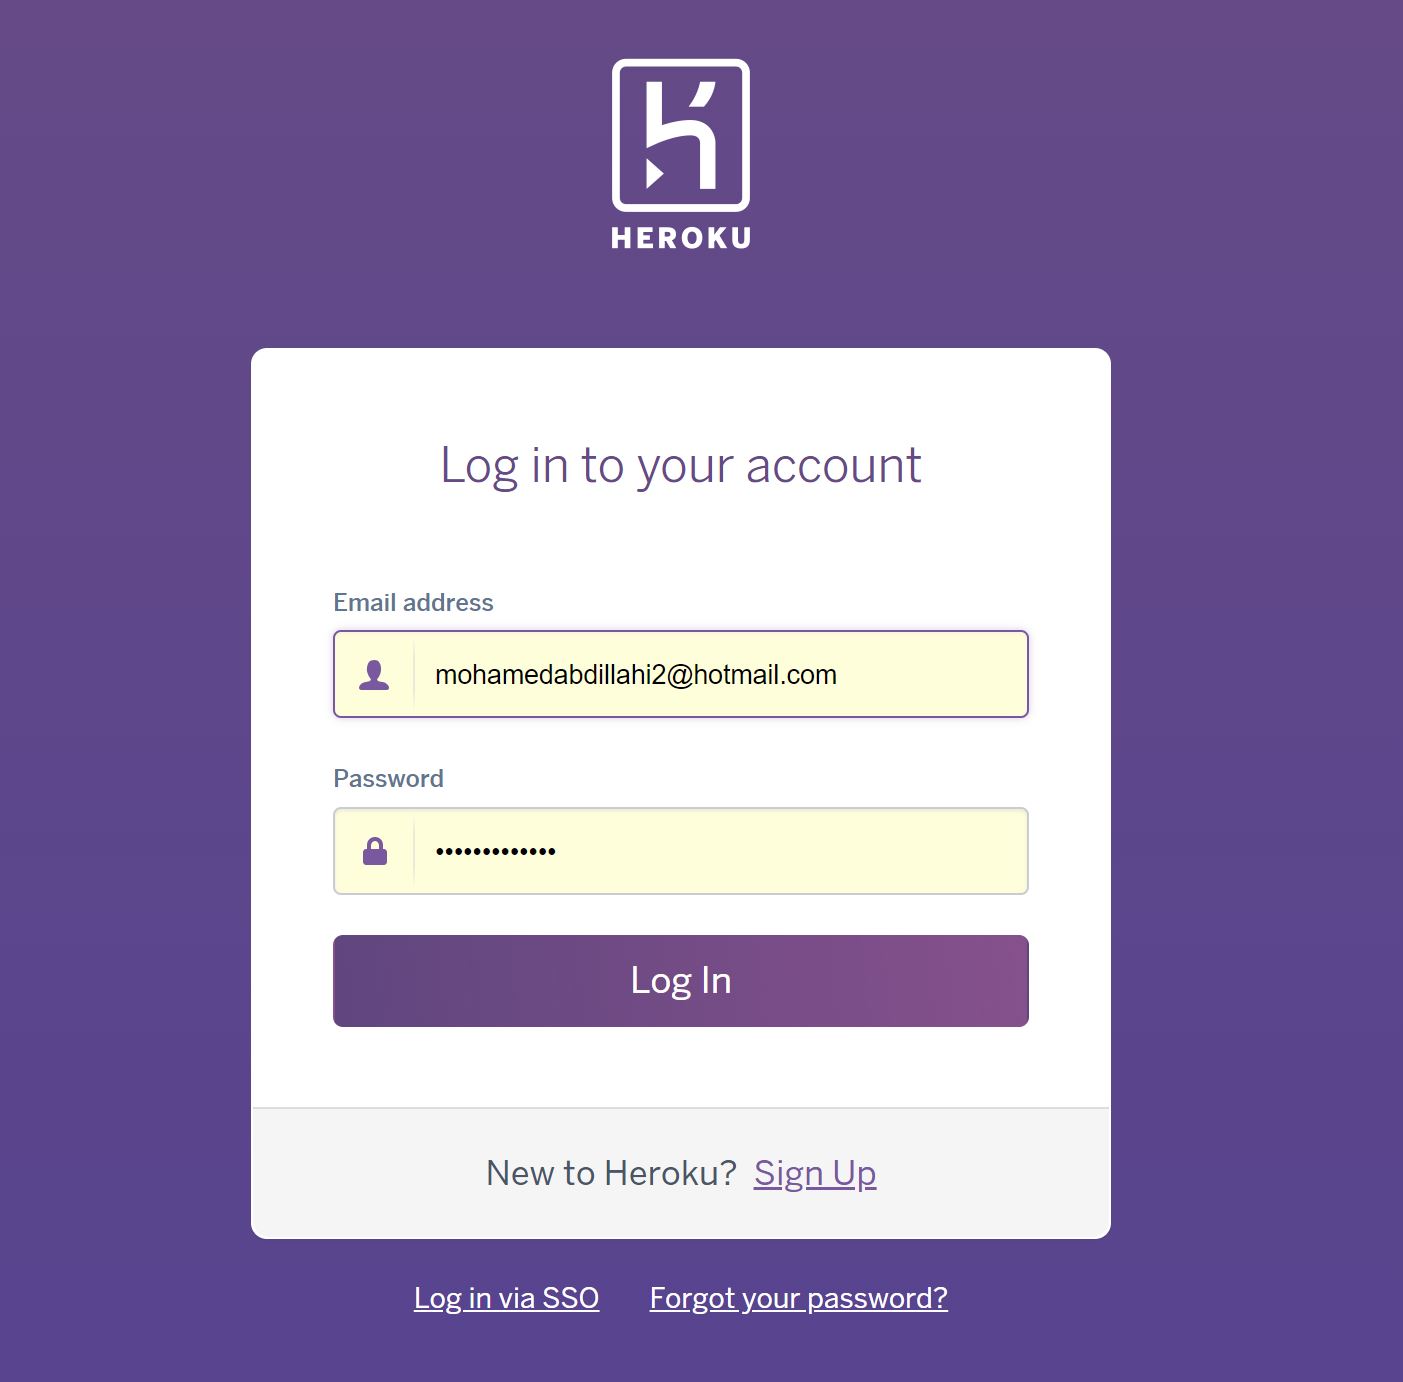 HEROKU
Log in to your account
Email address
mohamedabdillahi2@hotmail.com
Password
•••••••••••••
Log In
New to Heroku? Sign Up
Log in via SSO Forgot your password?